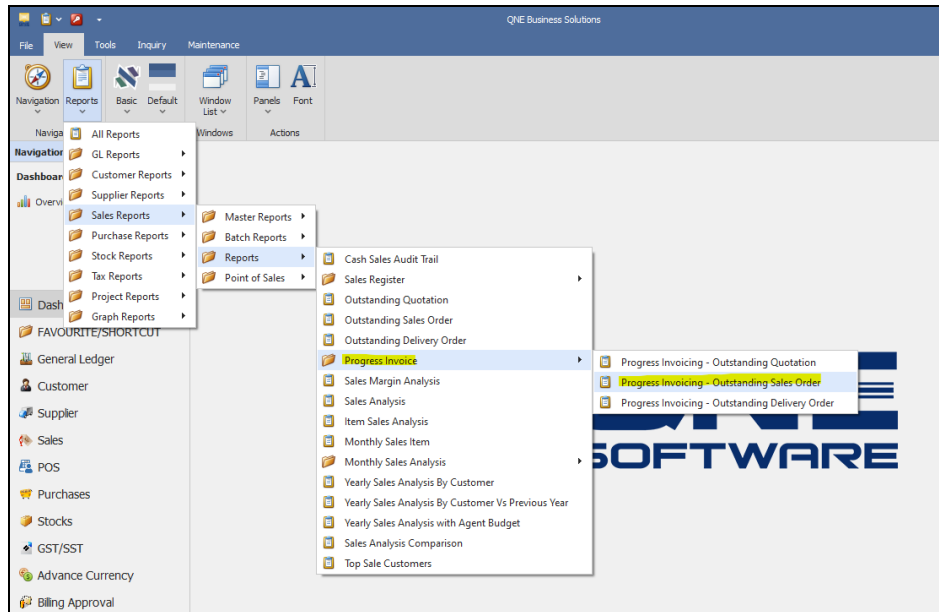 QNE Business Solutions
File View Tools Inquiry Maintenance
Navigation Reports Basic Default Window List Panels Font
Naviga Windows Actions
Navigation
Dashboar
Overvi
All Reports
GL Reports
Customer Reports
Supplier Reports
Sales Reports
Purchase Reports
Stock Reports
Tax Reports
Project Reports
Graph Reports
Master Reports
Batch Reports
Reports
Point of Sales
Cash Sales Audit Trail
Sales Register
Outstanding Quotation
Outstanding Sales Order
Outstanding Delivery Order
Progress Invoice
Sales Margin Analysis
Sales Analysis
Item Sales Analysis
Monthly Sales Item
Monthly Sales Analysis
Yearly Sales Analysis By Customer
Yearly Sales Analysis By Customer Vs Previous Year
Yearly Sales Analysis with Agent Budget
Sales Analysis Comparison
Top Sale Customers
Progress Invoicing - Outstanding Quotation
Progress Invoicing - Outstanding Sales Order
Progress Invoicing - Outstanding Delivery Order
Dash
FAVOURITE/SHORTCUT
General Ledger
Customer
Supplier
Sales
POS
Purchases
Stocks
GST/SST
Advance Currency
Billing Approval
SOFTWARE